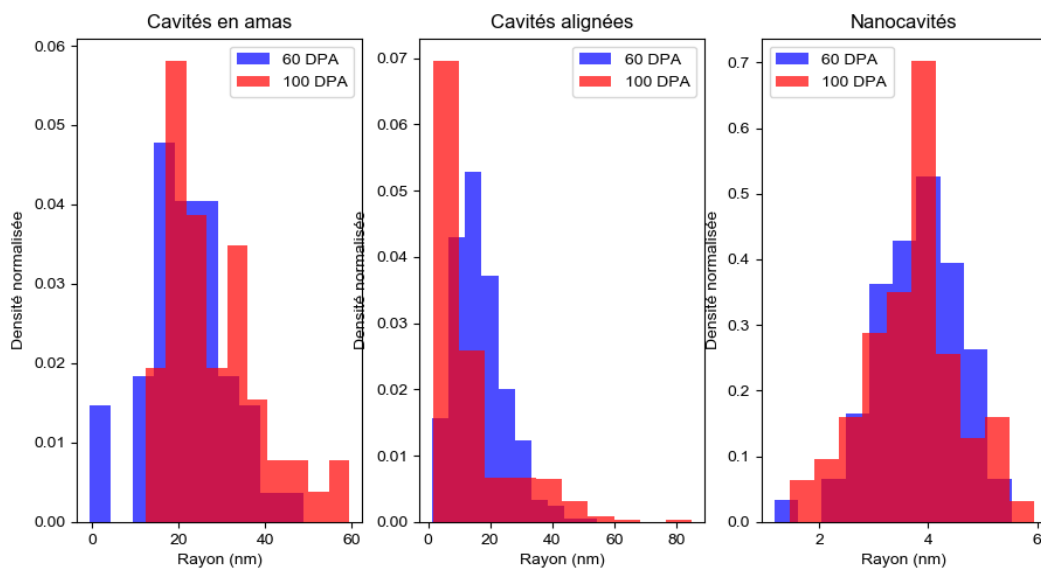 Cavités en amas
Cavités alignées
Nanocavités
60 DPA
100 DPA
60 DPA
100 DPA
60 DPA
100 DPA
Densité normalisée
0.06
0.05
0.04
0.03
0.02
0.01
0.00
0
20
40
60
Rayon (nm)
Densité normalisée
0.07
0.06
0.05
0.04
0.03
0.02
0.01
0.00
0
20
40
60
80
Rayon (nm)
Densité normalisée
0.7
0.6
0.5
0.4
0.3
0.2
0.1
0.0
2
4
6
Rayon (nm)